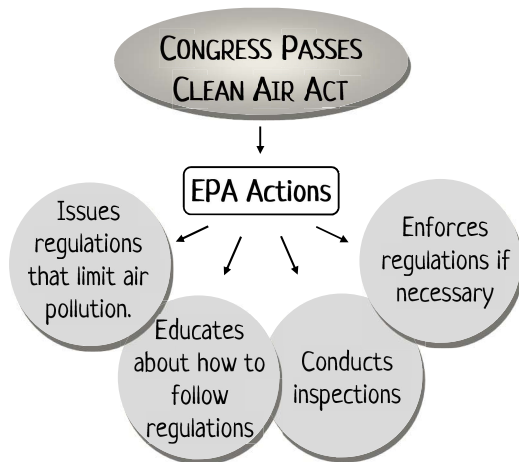 CONGRESS PASSES
CLEAN AIR ACT
EPA Actions
Issues
regulations
that limit air
pollution.
Educates
about how to
follow
regulations
Conducts
inspections
Enforces
regulations if
necessary